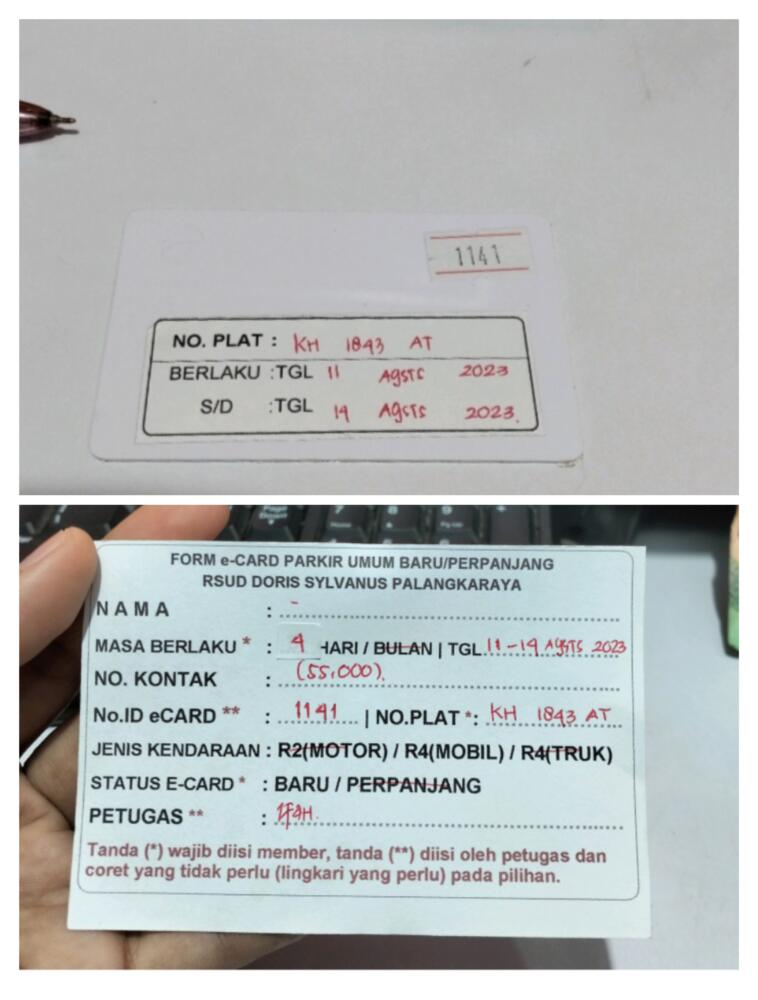 1141
NO. PLAT : KH 1843 AT
BERLAKU :TGL 11 AgSTS 2023
S/D :TGL 14 AgSTS 2023.
FORM e-CARD PARKIR UMUM BARU/PERPANJANG
RSUD DORIS SYLVANUS PALANGKARAYA
NAMA : -
MASA BERLAKU * : 4 HARI / BULAN | TGL 11-14 AgSTS 2023
NO. KONTAK : (55.000).
No.ID eCARD ** : 1141 | NO.PLAT *: KH 1843 AT
JENIS KENDARAAN : R2(MOTOR) / R4(MOBIL) / R4(TRUK)
STATUS E-CARD * : BARU / PERPANJANG
PETUGAS ** :
Tanda (*) wajib diisi member, tanda (**) diisi oleh petugas dan
coret yang tidak perlu (lingkari yang perlu) pada pilihan.